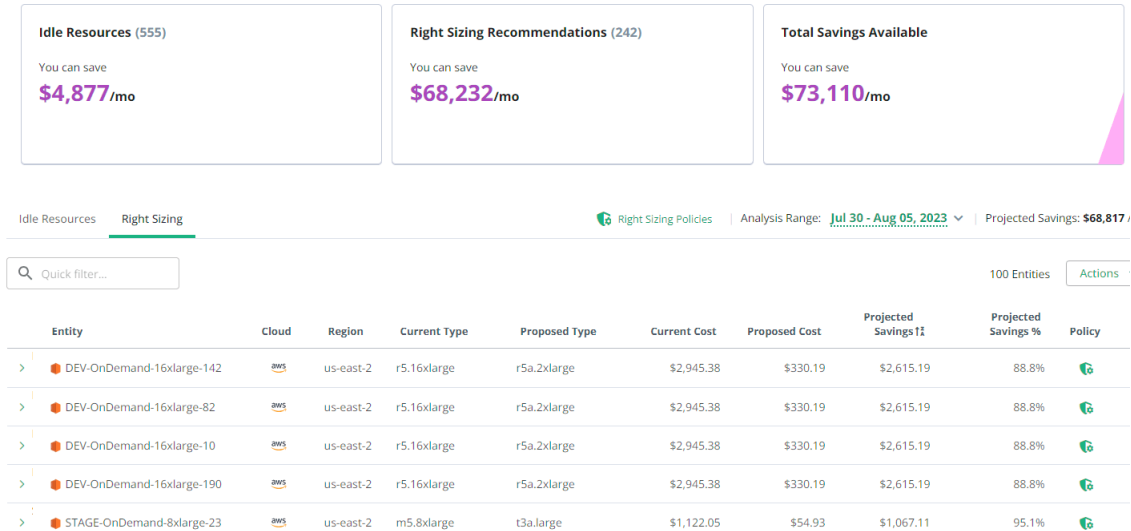 Idle Resources (555)
You can save
$4,877/mo
Right Sizing Recommendations (242)
You can save
$68,232/mo
Total Savings Available
You can save
$73,110/mo
Idle Resources
Right Sizing
Right Sizing Policies
Analysis Range: Jul 30 - Aug 05, 2023
Projected Savings: $68,817 /
Quick filter...
100 Entities
Actions
Entity Cloud Region Current Type Proposed Type Current Cost Proposed Cost Projected Savings Projected Savings % Policy
DEV-OnDemand-16xlarge-142 aws us-east-2 r5.16xlarge r5a.2xlarge $2,945.38 $330.19 $2,615.19 88.8%
DEV-OnDemand-16xlarge-82 aws us-east-2 r5.16xlarge r5a.2xlarge $2,945.38 $330.19 $2,615.19 88.8%
DEV-OnDemand-16xlarge-10 aws us-east-2 r5.16xlarge r5a.2xlarge $2,945.38 $330.19 $2,615.19 88.8%
DEV-OnDemand-16xlarge-190 aws us-east-2 r5.16xlarge r5a.2xlarge $2,945.38 $330.19 $2,615.19 88.8%
STAGE-OnDemand-8xlarge-23 aws us-east-2 m5.8xlarge t3a.large $1,122.05 $54.93 $1,067.11 95.1%